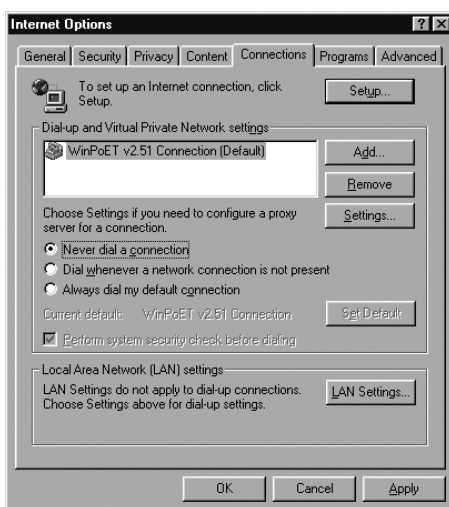 Internet Options
General Security Privacy Content Connections Programs Advanced
To set up an Internet connection, click
Setup.
Setup...
Dial-up and Virtual Private Network settings
WinPoET v2.51 Connection (Default)
Add...
Remove
Choose Settings if you need to configure a proxy
server for a connection.
Settings...
Never dial a connection
Dial whenever a network connection is not present
Always dial my default connection
Current default: WinPoET v2.51 Connection
Set Default
Perform system security check before dialing
Local Area Network (LAN) settings
LAN Settings do not apply to dial-up connections.
Choose Settings above for dial-up settings.
LAN Settings...
OK Cancel Apply